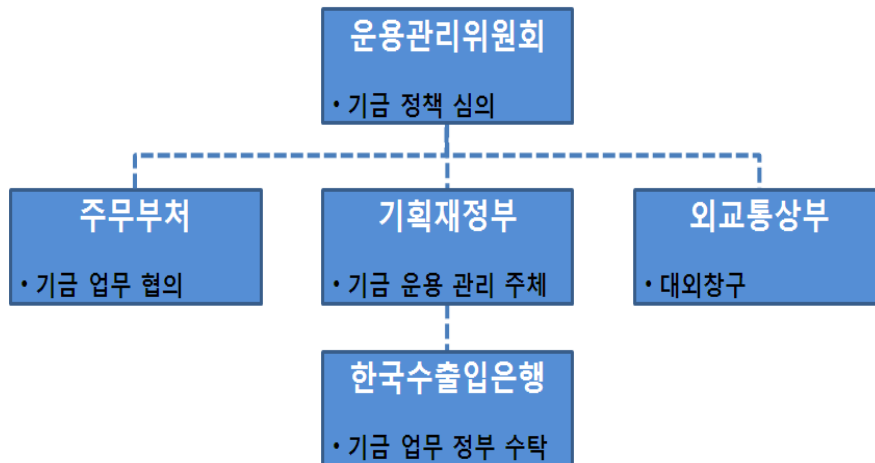 운용관리위원회
• 기금 정책 심의
주무부처
• 기금 업무 협의
기획재정부
• 기금 운용 관리 주체
외교통상부
• 대외창구
한국수출입은행
• 기금 업무 정부 수탁